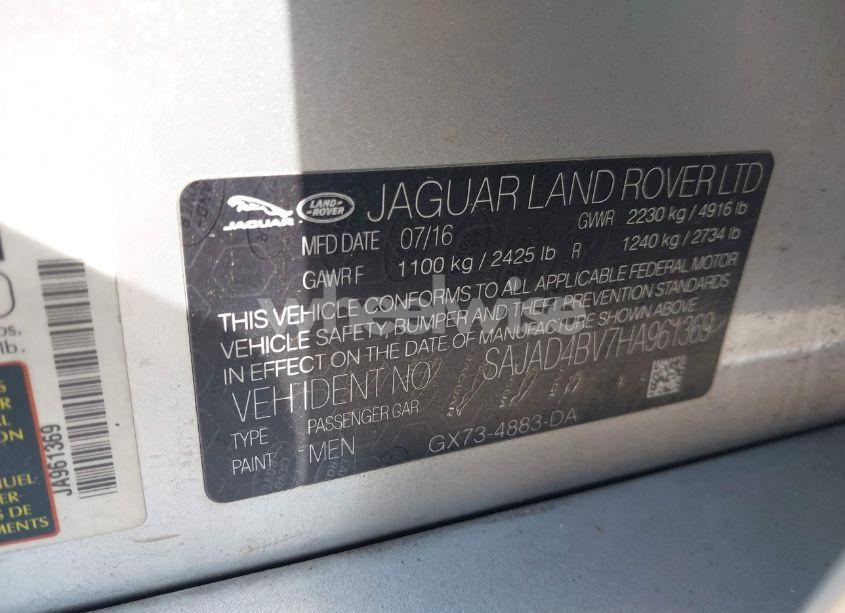 JAGUAR LAND-ROVER JAGUAR LAND ROVER LTD
MFD DATE 07/16 GWWR 2230 kg / 4916 lb
GAWR F 1100 kg / 2425 lb R 1240 kg / 2734 lb
THIS VEHICLE CONFORMS TO ALL APPLICABLE FEDERAL MOTOR
VEHICLE SAFETY, BUMPER AND THEFT PREVENTION STANDARDS
IN EFFECT ON THE DATE OF MANUFACTURE SHOWN ABOVE
VEH IDENT NO SAJAD4BV7HA961369
TYPE PASSENGER CAR
PAINT MEN GX73-4883-DA
wheelwise
JA961369
lb.